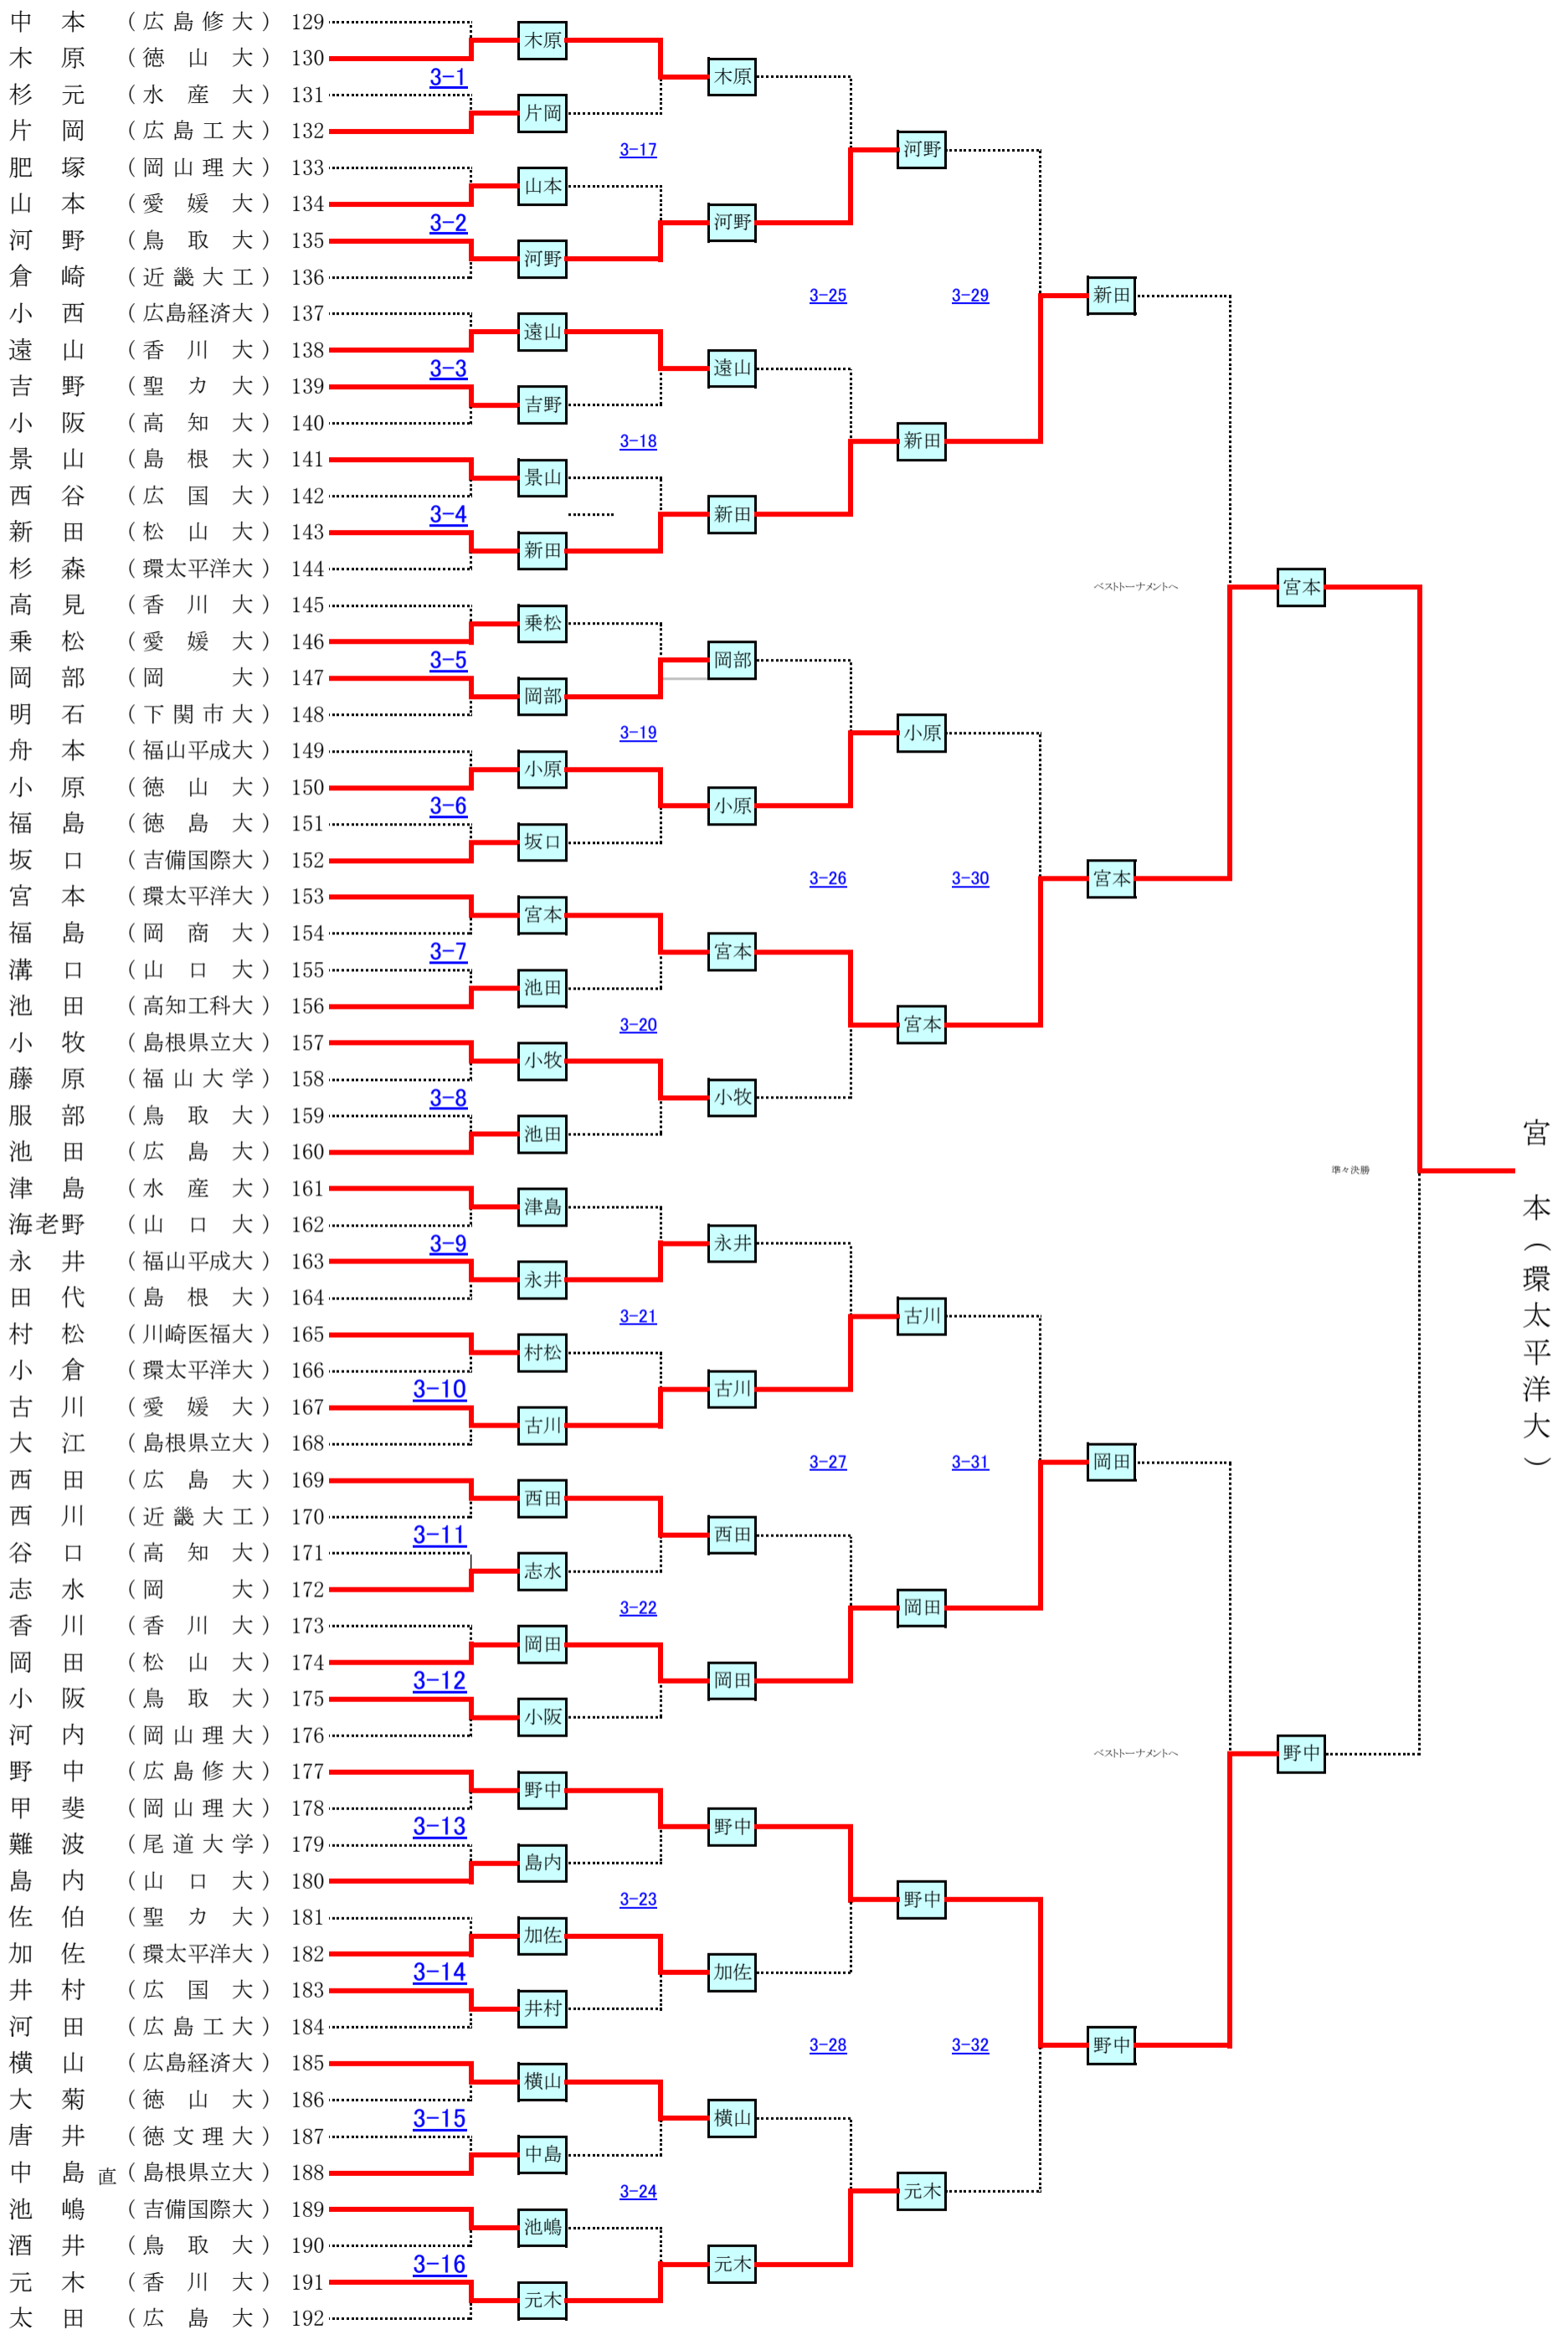 中本（広島修大）129
木原（徳山大）130
杉元（水産大）131
片岡（広島工大）132
肥塚（岡山理大）133
山本（愛媛大）134
河野（鳥取大）135
倉崎（近畿大工）136
小西（広島経済大）137
遠山（香川大）138
吉野（聖カ大）139
小阪（高知大）140
景山（島根大）141
西谷（広国大）142
新田（松山大）143
杉森（環太平洋大）144
高見（香川大）145
乗松（愛媛大）146
岡部（岡大）147
明石（下関市大）148
舟本（福山平成大）149
小原（徳山大）150
福島（徳島大）151
坂口（吉備国際大）152
宮本（環太平洋大）153
福島（岡商大）154
溝口（山口大）155
池田（高知工科大）156
小牧（島根県立大）157
藤原（福山大学）158
服部（鳥取大）159
池田（広島大）160
津島（水産大）161
海老野（山口大）162
永井（福山平成大）163
田代（島根大）164
村松（川崎医福大）165
小倉（環太平洋大）166
古川（愛媛大）167
大江（島根県立大）168
西田（広島大）169
西川（近畿大工）170
谷口（高知大）171
志水（岡大）172
香川（香川大）173
岡田（松山大）174
小阪（鳥取大）175
河内（岡山理大）176
野中（広島修大）177
甲斐（岡山理大）178
難波（尾道大学）179
島内（山口大）180
佐伯（聖カ大）181
加佐（環太平洋大）182
井村（広国大）183
河田（広島工大）184
横山（広島経済大）185
大菊（徳山大）186
唐井（徳文理大）187
中島直（島根県立大）188
池嶋（吉備国際大）189
酒井（鳥取大）190
元木（香川大）191
太田（広島大）192
3-1
3-2
3-3
3-4
3-5
3-6
3-7
3-8
3-9
3-10
3-11
3-12
3-13
3-14
3-15
3-16
木原
片岡
山本
河野
遠山
吉野
景山
新田
乗松
岡部
小原
坂口
宮本
池田
小牧
池田
津島
永井
村松
古川
西田
志水
岡田
小阪
野中
島内
加佐
井村
横山
中島
池嶋
元木
3-17
3-18
3-19
3-20
3-21
3-22
3-23
3-24
木原
河野
遠山
新田
岡部
小原
宮本
小牧
永井
古川
西田
岡田
野中
加佐
横山
元木
3-25
3-26
3-27
3-28
河野
新田
小原
宮本
古川
岡田
野中
元木
3-29
3-30
3-31
3-32
新田
宮本
岡田
野中
ベストーナメントへ
ベストーナメントへ
宮本
野中
準々決勝
宮本（環太平洋大）